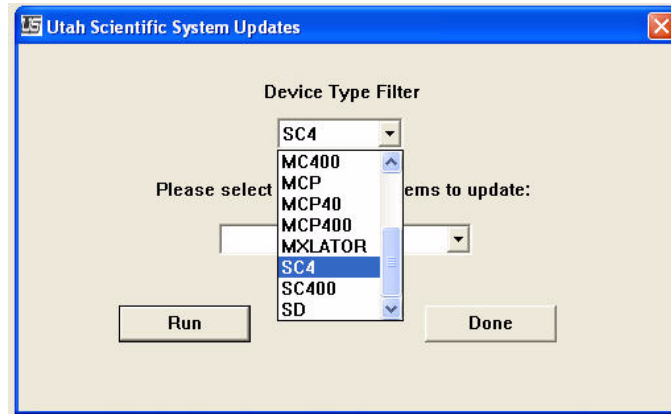 US Utah Scientific System Updates
Device Type Filter
SC4
MC400
MCP
Please select ems to update:
MCP40
MCP400
MXLATOR
SC4
SC400
SD
Run
Done